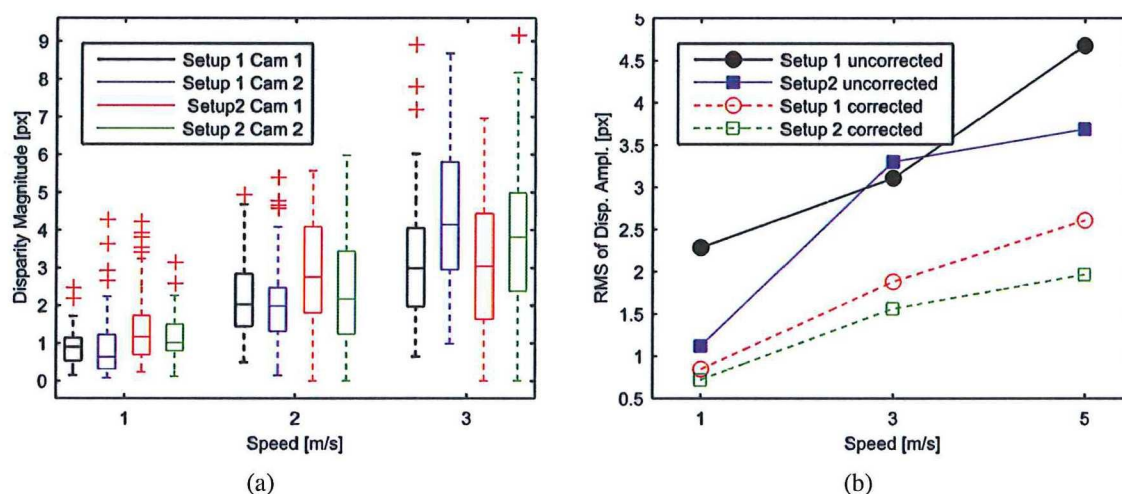 9
8
7
6
5
4
3
2
1
0
Disparity Magnitude [px]
Setup 1 Cam 1
Setup 1 Cam 2
Setup2 Cam 1
Setup 2 Cam 2
1
2
3
Speed [m/s]
(a)
5
4.5
4
3.5
3
2.5
2
1.5
1
0.5
RMS of Disp. Ampl. [px]
Setup 1 uncorrected
Setup2 uncorrected
Setup 1 corrected
Setup 2 corrected
1
3
5
Speed [m/s]
(b)